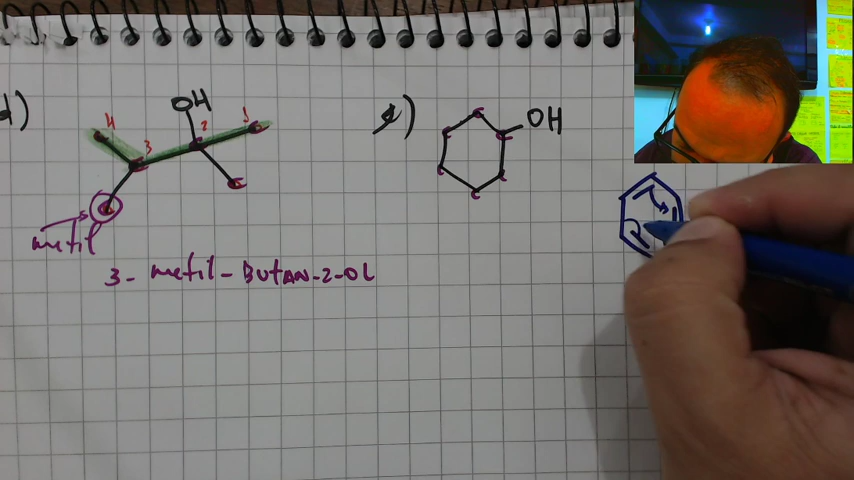 d)
OH
4
3
2
1
metil
3- metil-BUTAN-2-OL
e)
OH